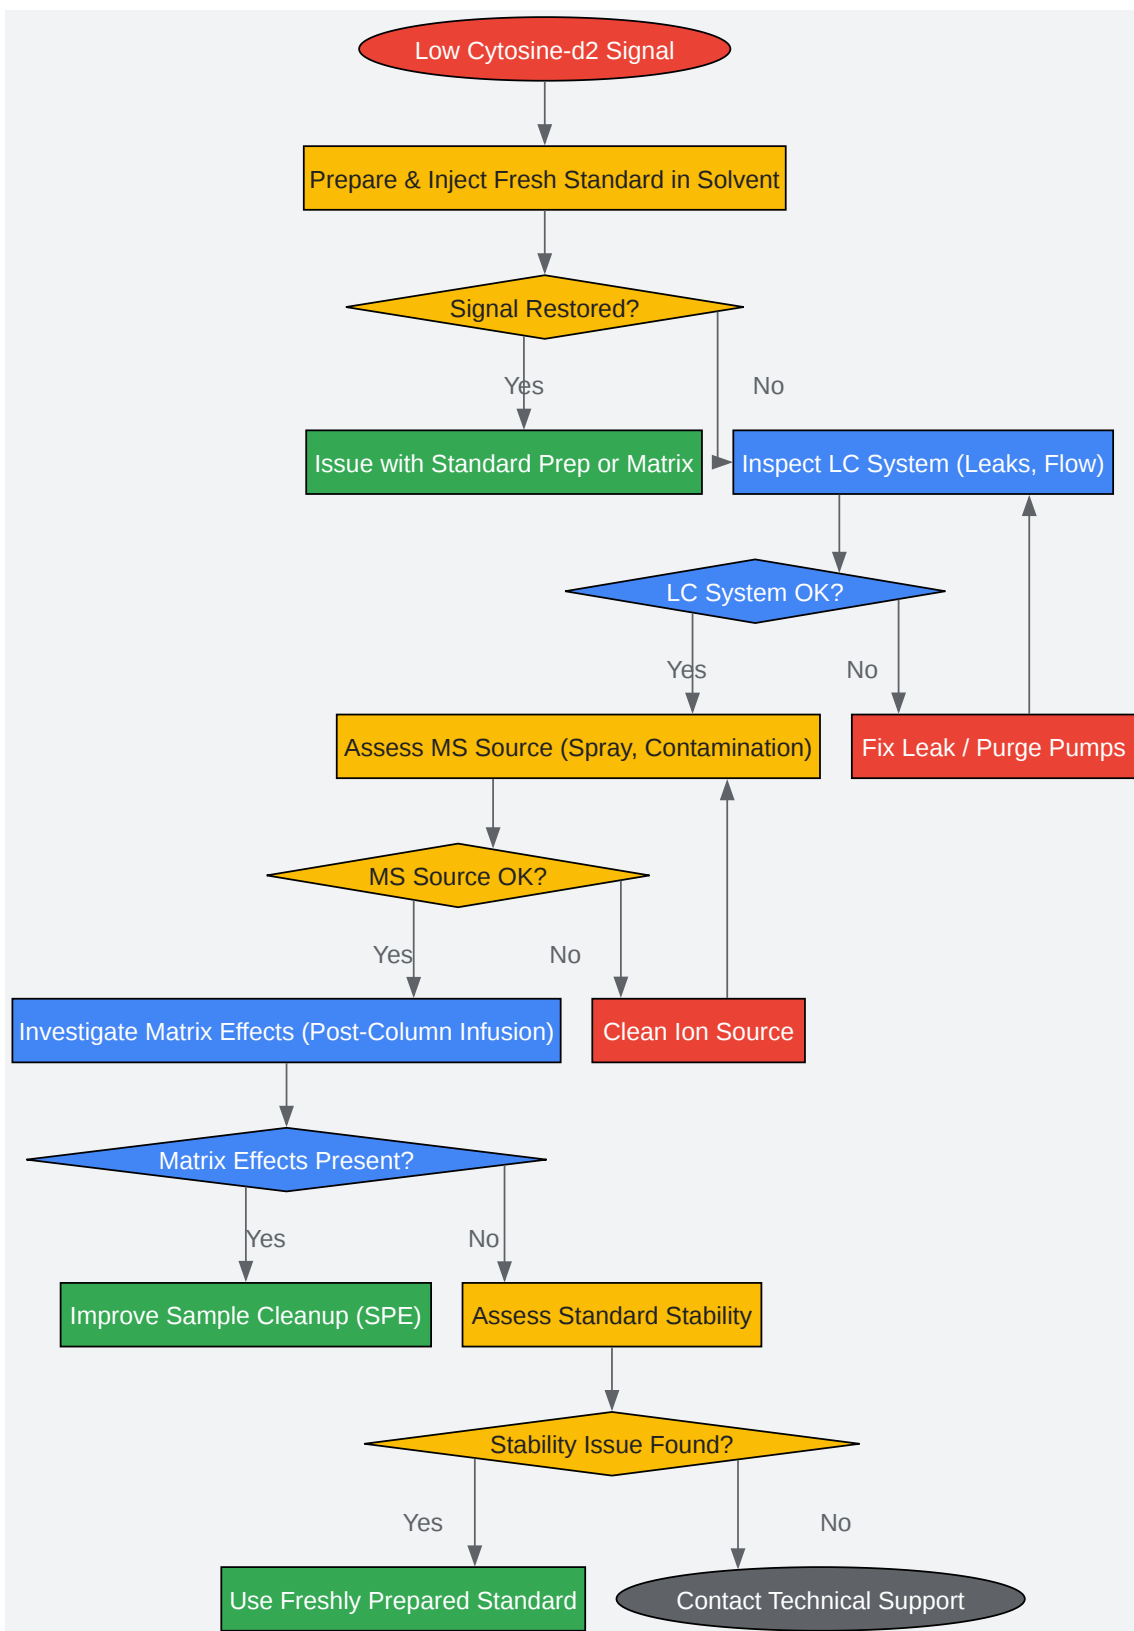 Low Cytosine-d2 Signal
Prepare & Inject Fresh Standard in Solvent
Signal Restored?
Yes
No
Issue with Standard Prep or Matrix
Inspect LC System (Leaks, Flow)
LC System OK?
Yes
No
Assess MS Source (Spray, Contamination)
Fix Leak / Purge Pumps
MS Source OK?
Yes
No
Investigate Matrix Effects (Post-Column Infusion)
Clean Ion Source
Matrix Effects Present?
Yes
No
Improve Sample Cleanup (SPE)
Assess Standard Stability
Stability Issue Found?
Yes
No
Use Freshly Prepared Standard
Contact Technical Support